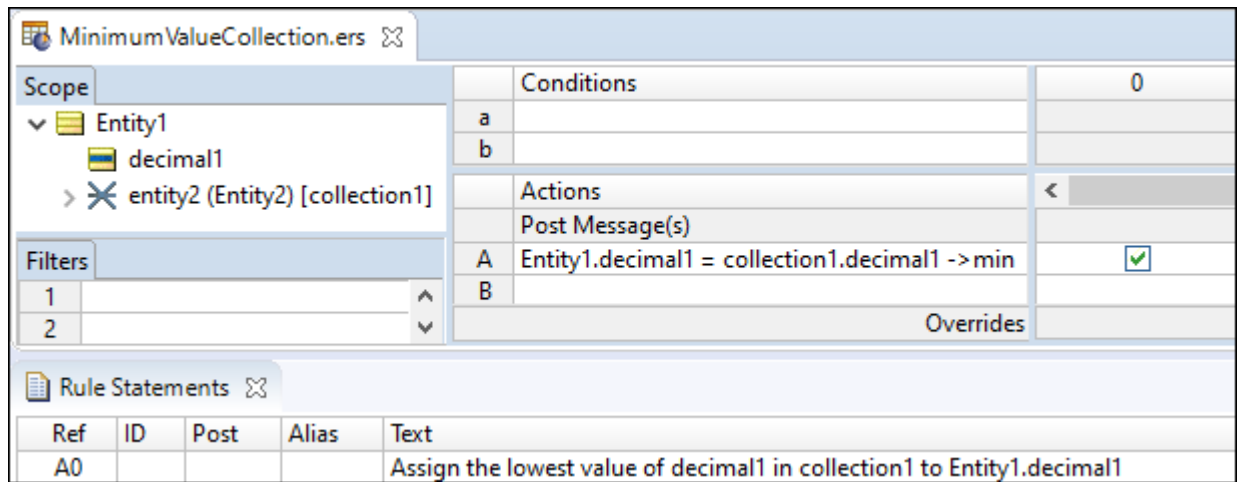 MinimumValueCollection.ers
Scope
Entity1
decimal1
entity2 (Entity2) [collection1]
Filters
1
2
Conditions 0
a
b
Actions
Post Message(s)
A Entity1.decimal1 = collection1.decimal1 ->min
B
Overrides
Rule Statements
Ref ID Post Alias Text
A0 Assign the lowest value of decimal1 in collection1 to Entity1.decimal1